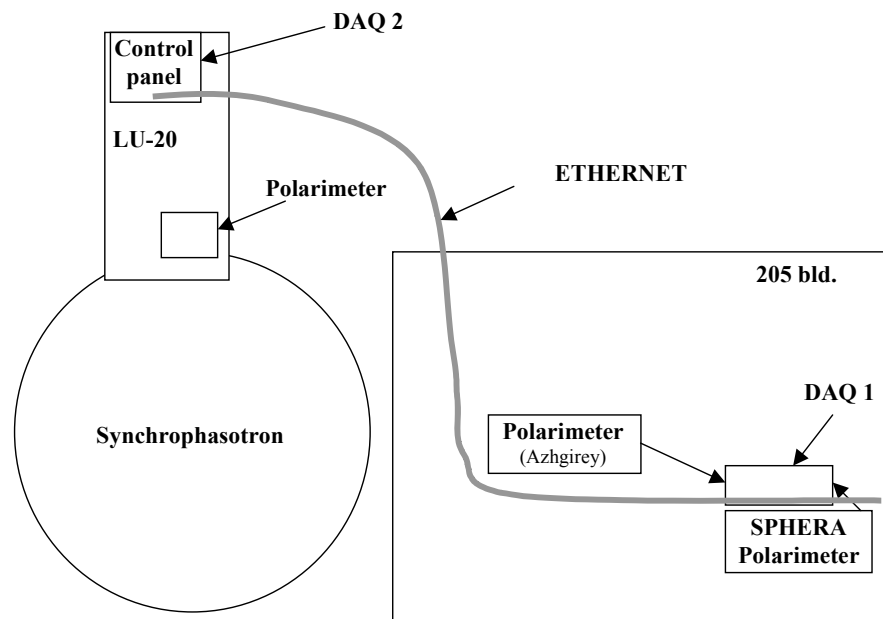 DAQ 2
Control
panel
LU-20
Polarimeter
ETHERNET
205 bld.
Synchrophasotron
DAQ 1
Polarimeter
(Azhgirey)
SPHERA
Polarimeter